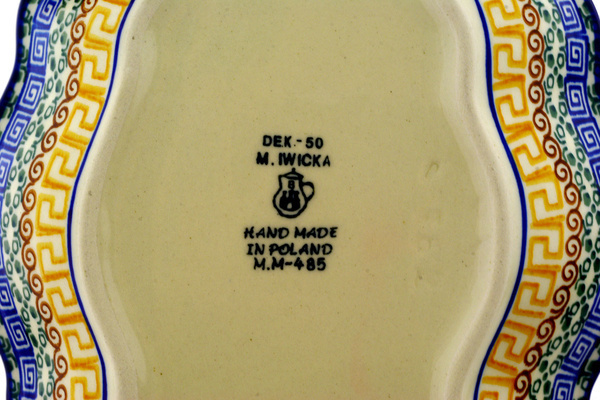 DEK.-50
M. IWICKA
HAND MADE
IN POLAND
M.M-485